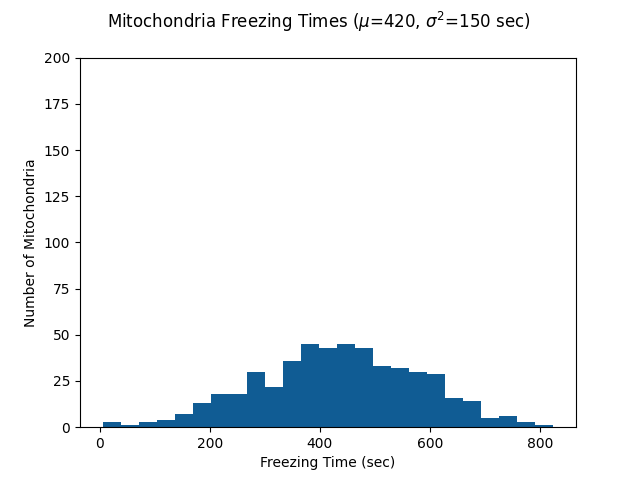 Mitochondria Freezing Times (μ=420, σ²=150 sec)
200
175
150
125
100
75
50
25
0
Number of Mitochondria
0 200 400 600 800
Freezing Time (sec)